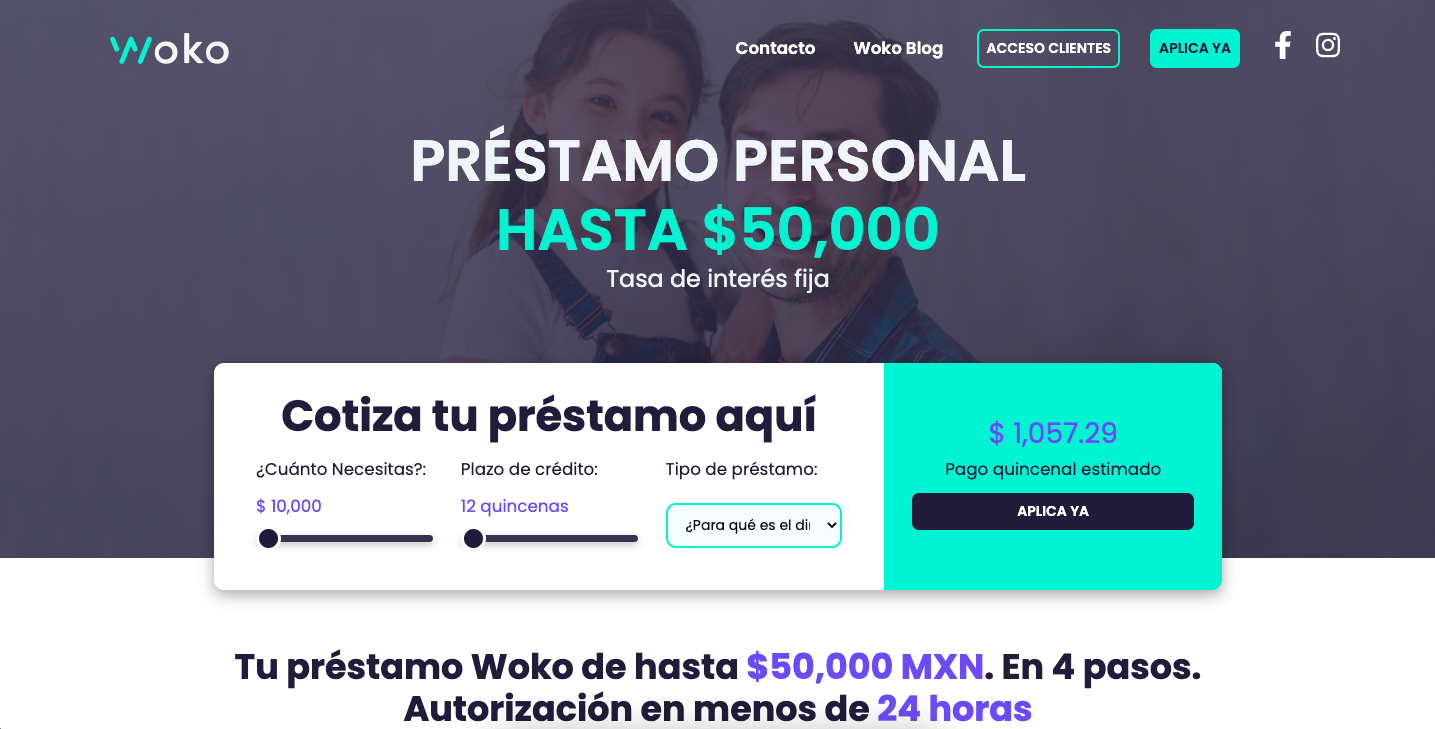 Woko
Contacto
Woko Blog
ACCESO CLIENTES
APLICA YA
PRÉSTAMO PERSONAL
HASTA $50,000
Tasa de interés fija
Cotiza tu préstamo aquí
¿Cuánto Necesitas?:
$ 10,000
Plazo de crédito:
12 quincenas
Tipo de préstamo:
¿Para qué es el
$ 1,057.29
Pago quincenal estimado
APLICA YA
Tu préstamo Woko de hasta $50,000 MXN. En 4 pasos.
Autorización en menos de 24 horas